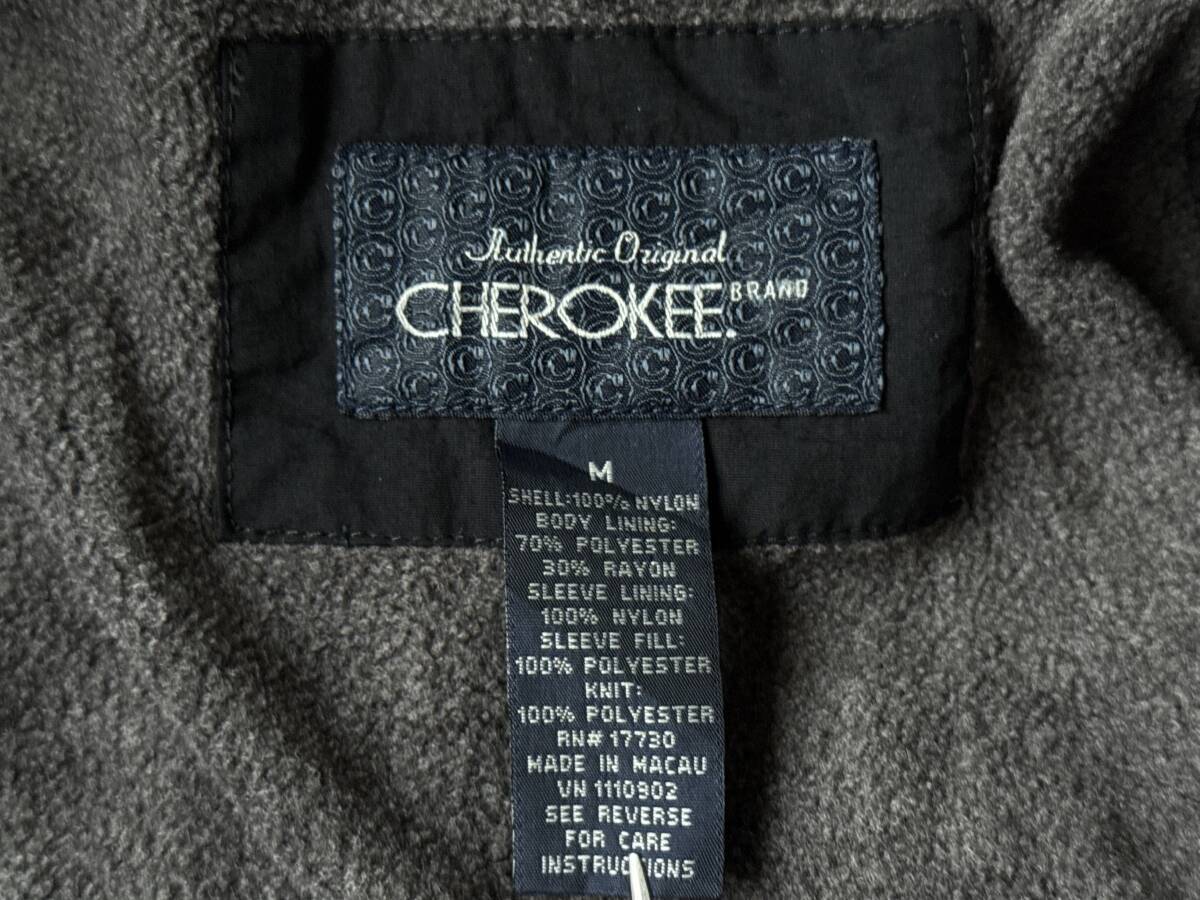 Authentic Original
CHEROKEE. BRAND
M
SHELL:100% NYLON
BODY LINING:
70% POLYESTER
30% RAYON
SLEEVE LINING:
100% NYLON
SLEEVE FILL:
100% POLYESTER
KNIT:
100% POLYESTER
RN# 17730
MADE IN MACAU
VN 1110902
SEE REVERSE
FOR CARE
INSTRUCTIONS